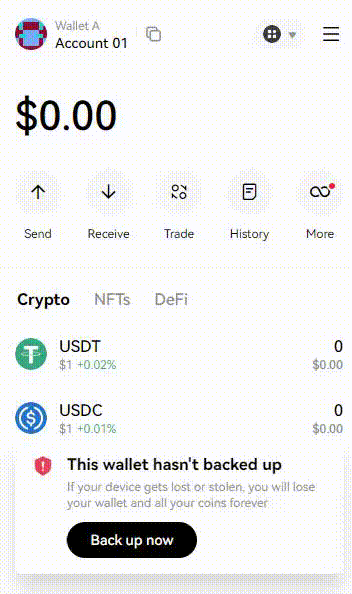 Wallet A
Account 01
$0.00
Send Receive Trade History More
Crypto NFTs DeFi
USDT 0
$1 +0.02% $0.00
USDC 0
$1 +0.01% $0.00
This wallet hasn't backed up
If your device gets lost or stolen, you will lose
your wallet and all your coins forever
Back up now